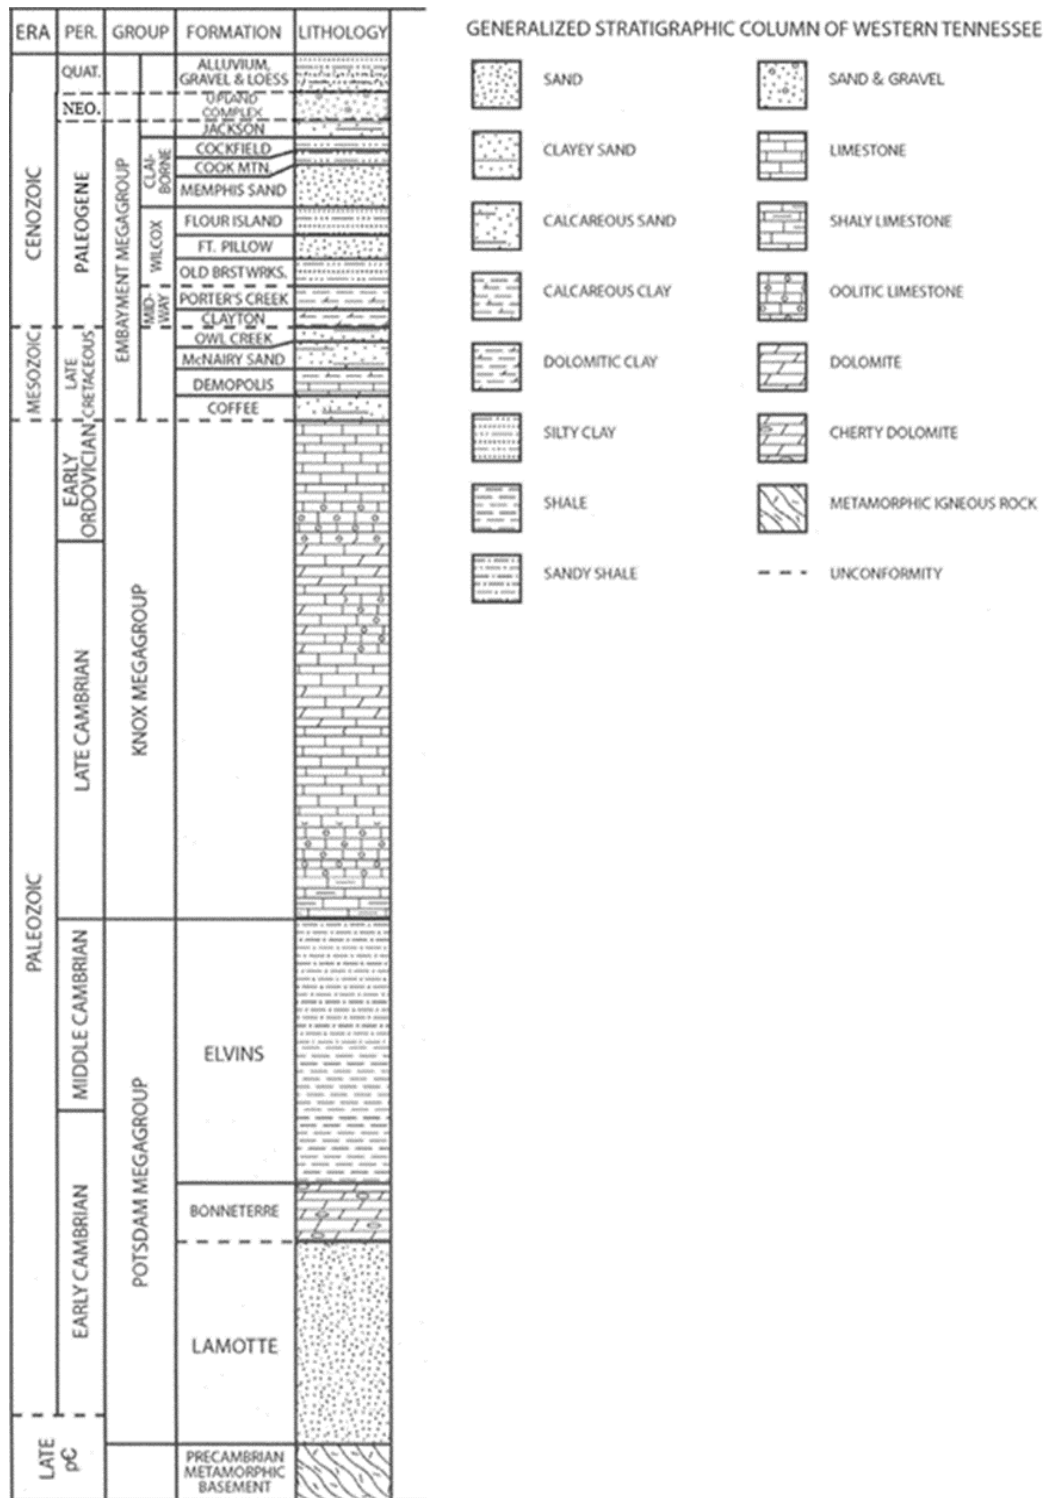 ERA PER. GROUP FORMATION LITHOLOGY
QUAT.
NEO.
PALEOGENE
CENOZOIC
MESOZOIC
LATE
CRETACEOUS
EARLY
ORDOVICIAN
LATE CAMBRIAN
PALEOZOIC
MIDDLE CAMBRIAN
EARLY CAMBRIAN
LATE
p€
EMBAYMENT MEGAGROUP
CLAI-
BORNE
WILCOX
MID-
WAY
KNOX MEGAGROUP
POTSDAM MEGAGROUP
ALLUVIUM,
GRAVEL & LOESS
UPLAND
COMPLEX
JACKSON
COCKFIELD
COOK MTN.
MEMPHIS SAND
FLOUR ISLAND
FT. PILLOW
OLD BRSTWRKS.
PORTER'S CREEK
CLAYTON
OWL CREEK
McNAIRY SAND
DEMOPOLIS
COFFEE
ELVINS
BONNETERRE
LAMOTTE
PRECAMBRIAN
METAMORPHIC
BASEMENT
GENERALIZED STRATIGRAPHIC COLUMN OF WESTERN TENNESSEE
SAND
CLAYEY SAND
CALCAREOUS SAND
CALCAREOUS CLAY
DOLOMITIC CLAY
SILTY CLAY
SHALE
SANDY SHALE
SAND & GRAVEL
LIMESTONE
SHALY LIMESTONE
OOLITIC LIMESTONE
DOLOMITE
CHERTY DOLOMITE
METAMORPHIC IGNEOUS ROCK
UNCONFORMITY